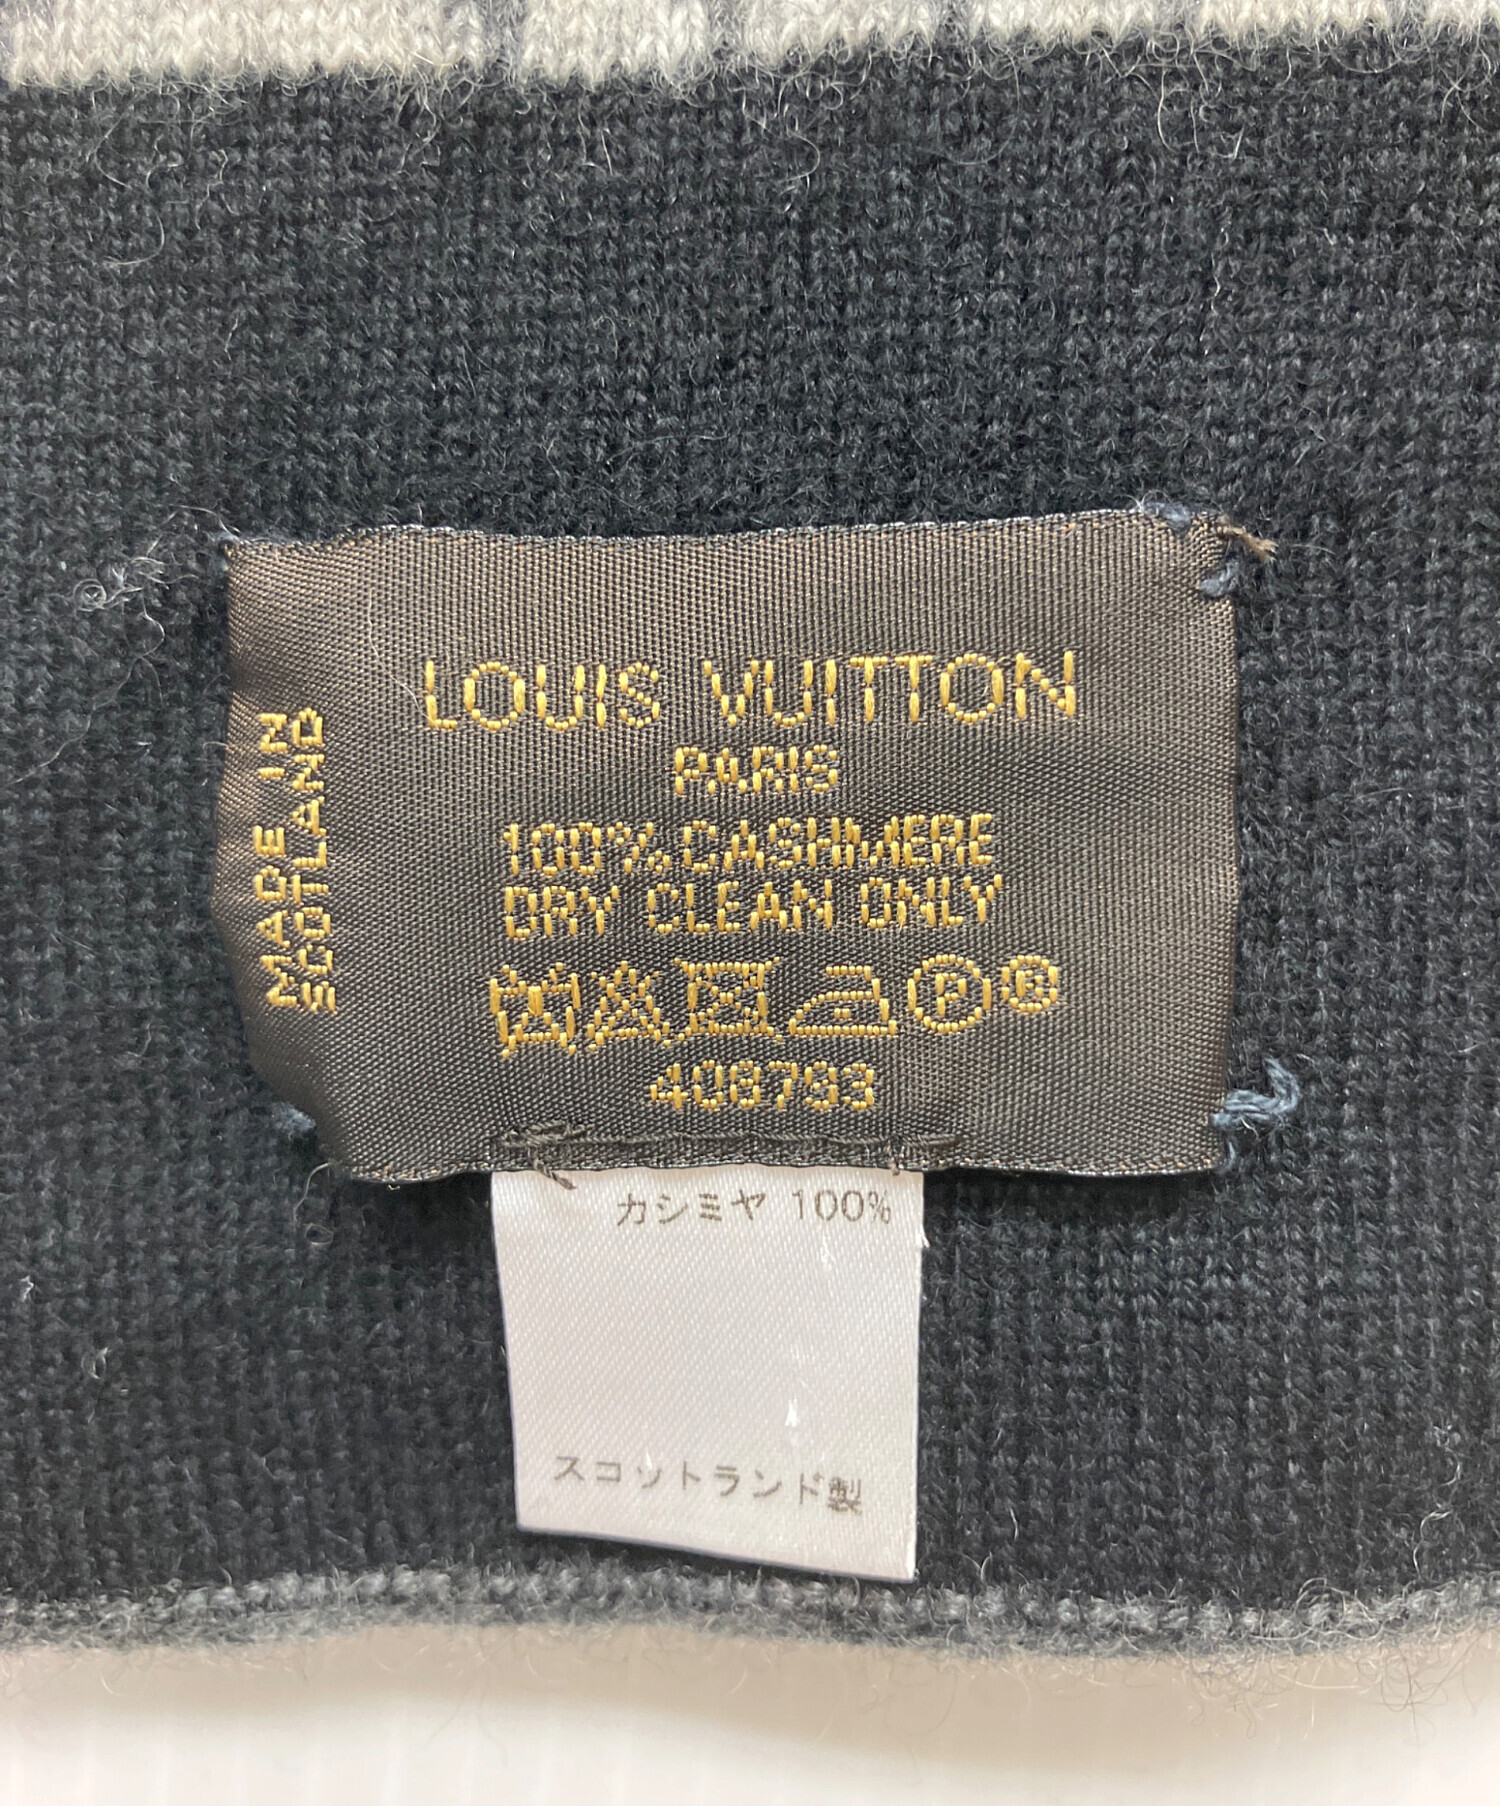 LOUIS VUITTON
PARIS
100% CASHMERE
DRY CLEAN ONLY
P ®
408793
MADE IN
SCOTLAND
カシミヤ 100%
スコットランド製